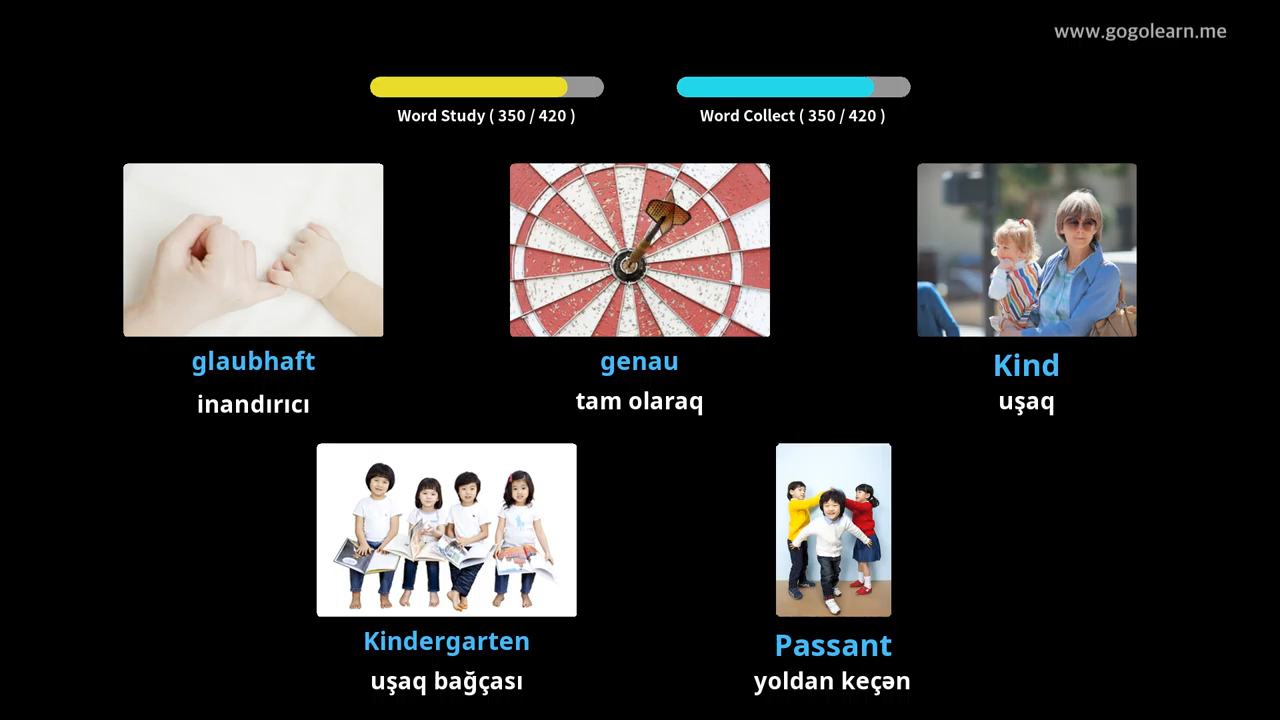 www.gogolearn.me
Word Study ( 350 / 420 )
Word Collect ( 350 / 420 )
glaubhaft
inandırıcı
genau
tam olaraq
Kind
uşaq
Kindergarten
uşaq bağçası
Passant
yoldan keçən